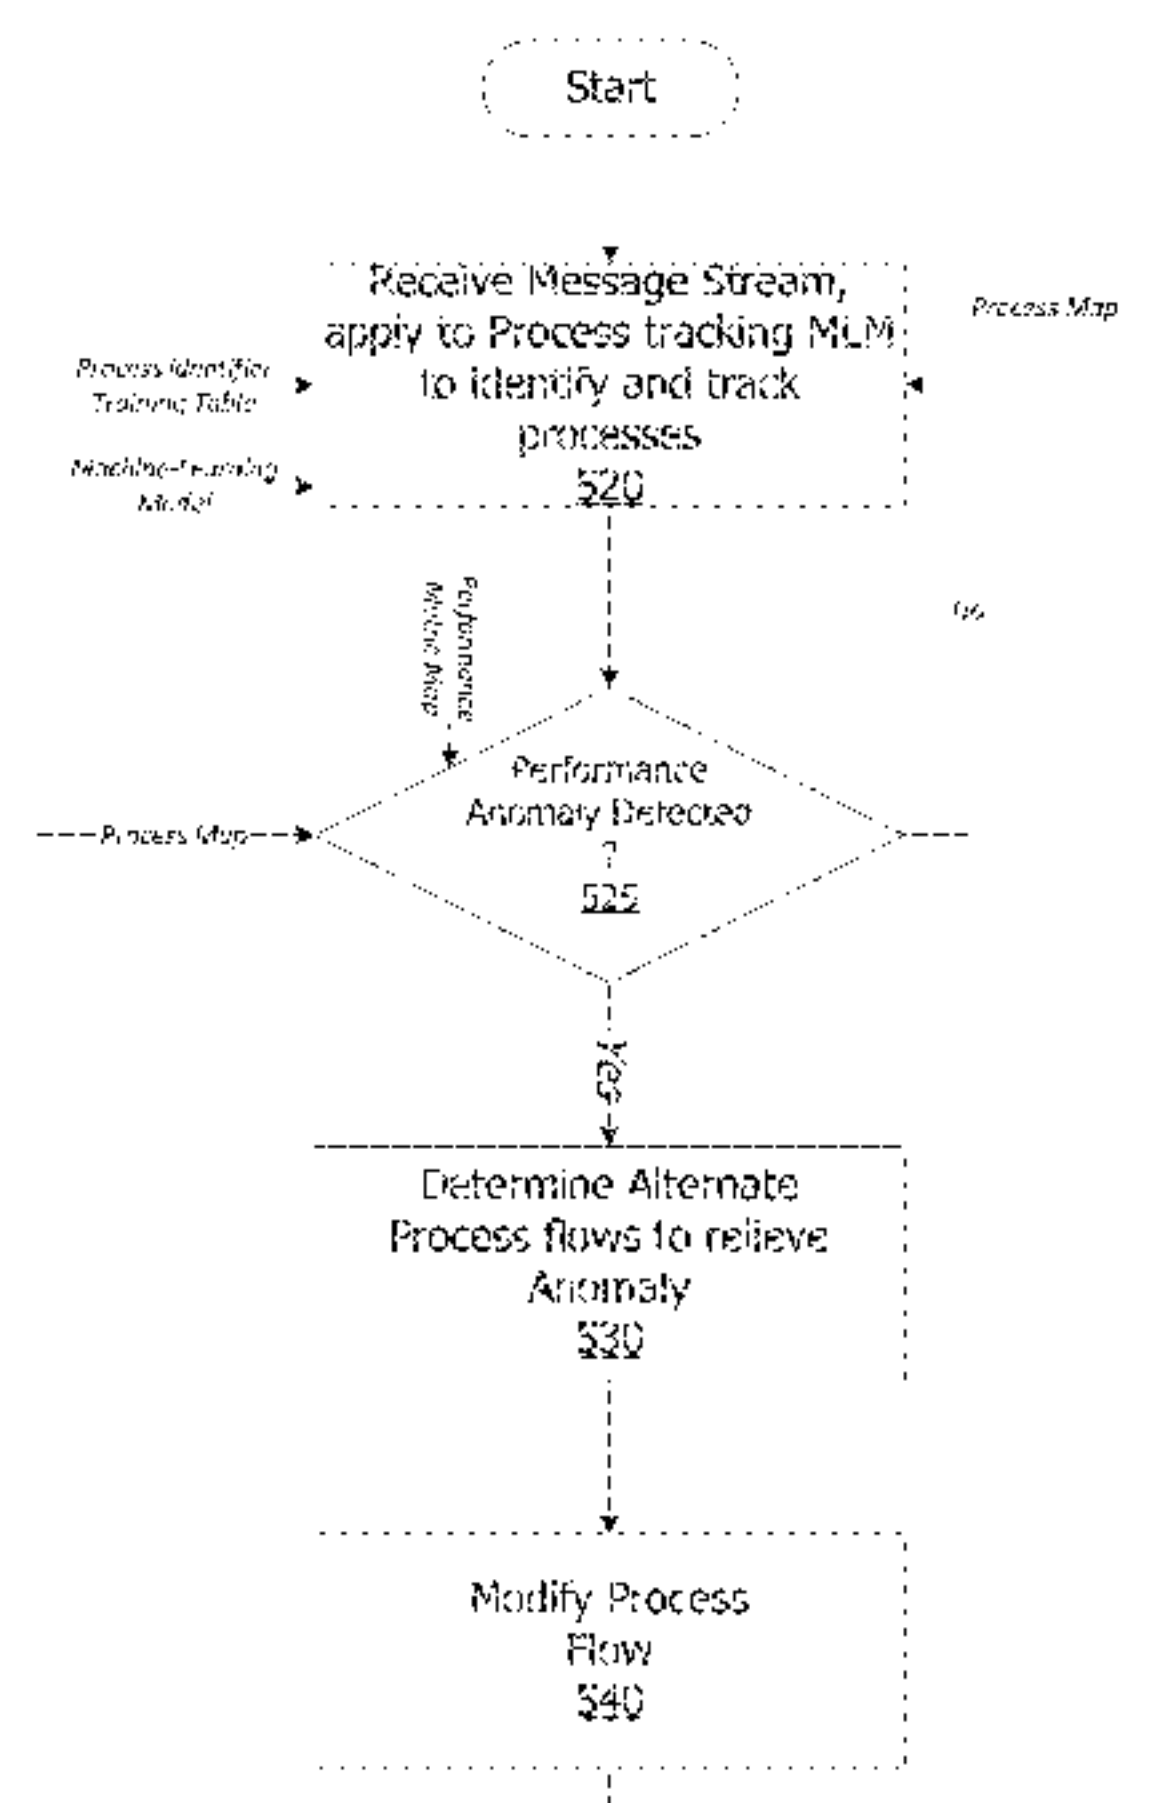 Start
Receive Message Stream,
apply to Process tracking MLM
to identify and track
processes
520
Process Map
Process Identifier
Training Table
Machine-Learning
Model
Performance
Metric Map
Performance
Anomaly Detected
?
525
Process Map
Yes
Determine Alternate
Process flows to relieve
Anomaly
530
Modify Process
Flow
540